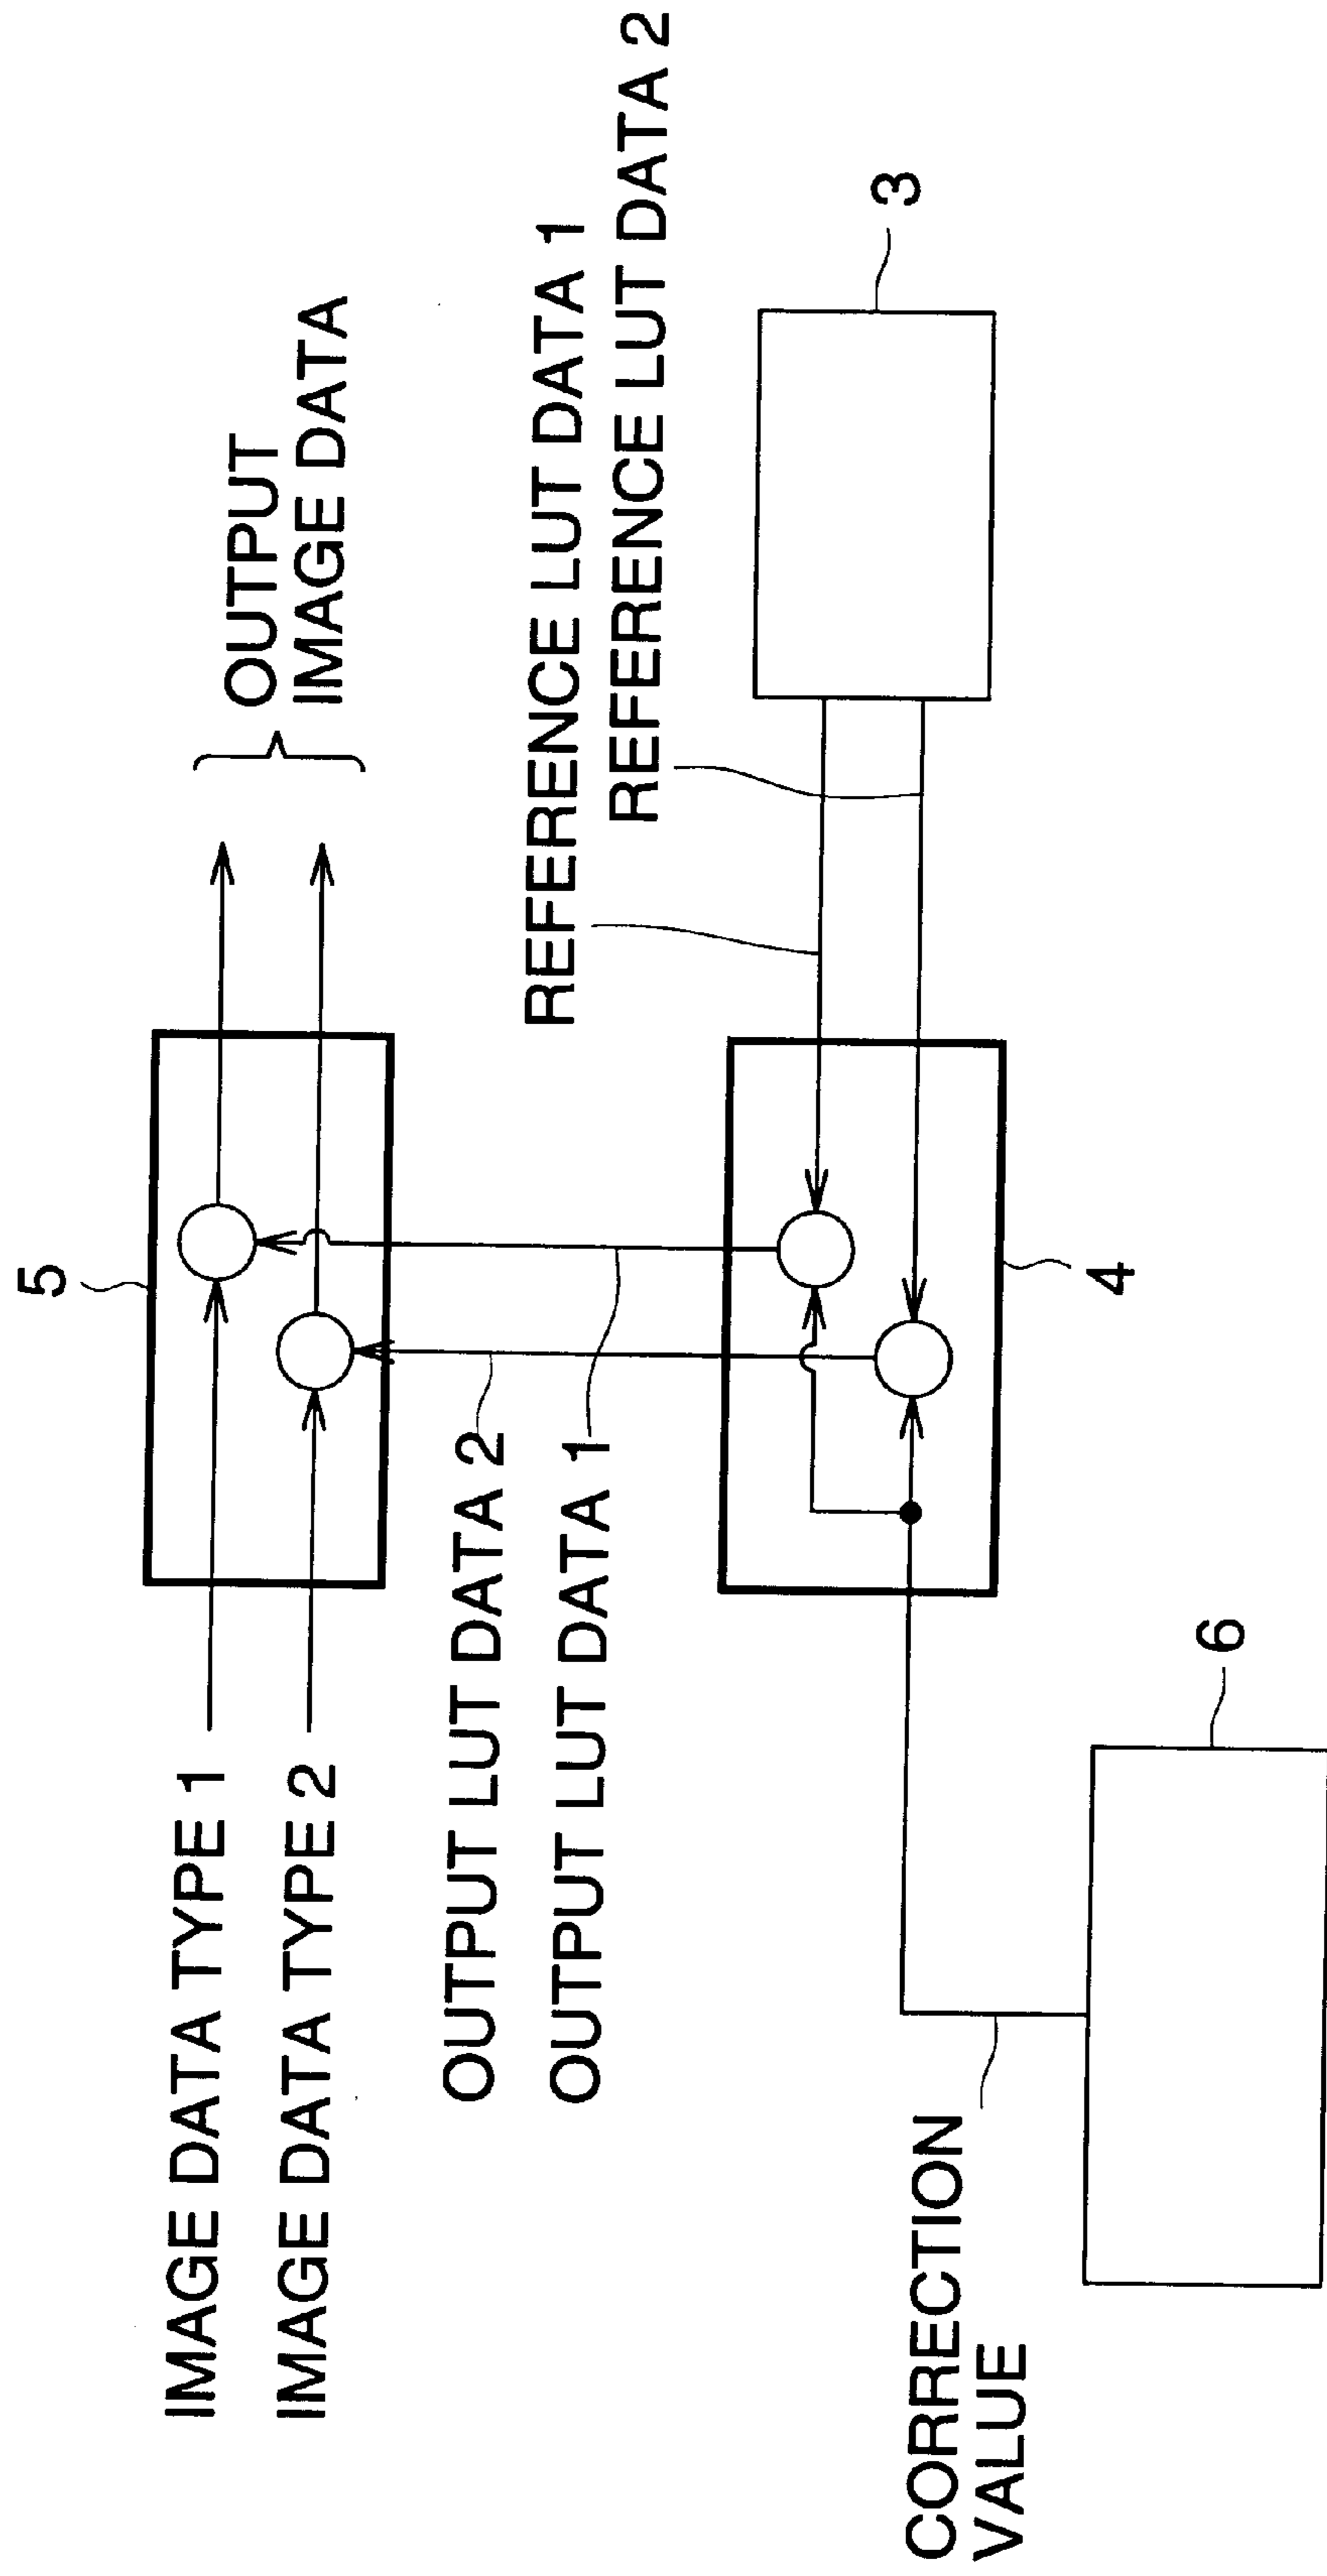 5
IMAGE DATA TYPE 1
IMAGE DATA TYPE 2
OUTPUT
IMAGE DATA
OUTPUT LUT DATA 2
OUTPUT LUT DATA 1
REFERENCE LUT DATA 1
REFERENCE LUT DATA 2
3
4
CORRECTION
VALUE
6